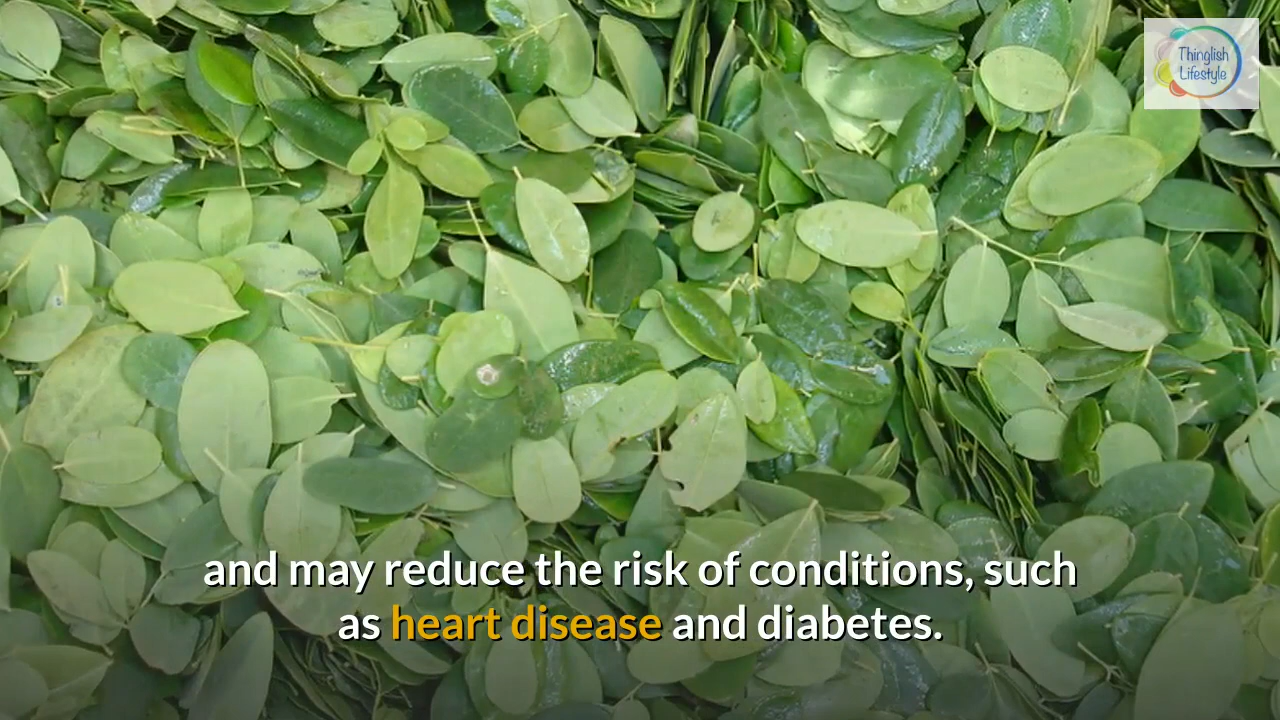 Thinglish
Lifestyle
and may reduce the risk of conditions, such
as heart disease and diabetes.